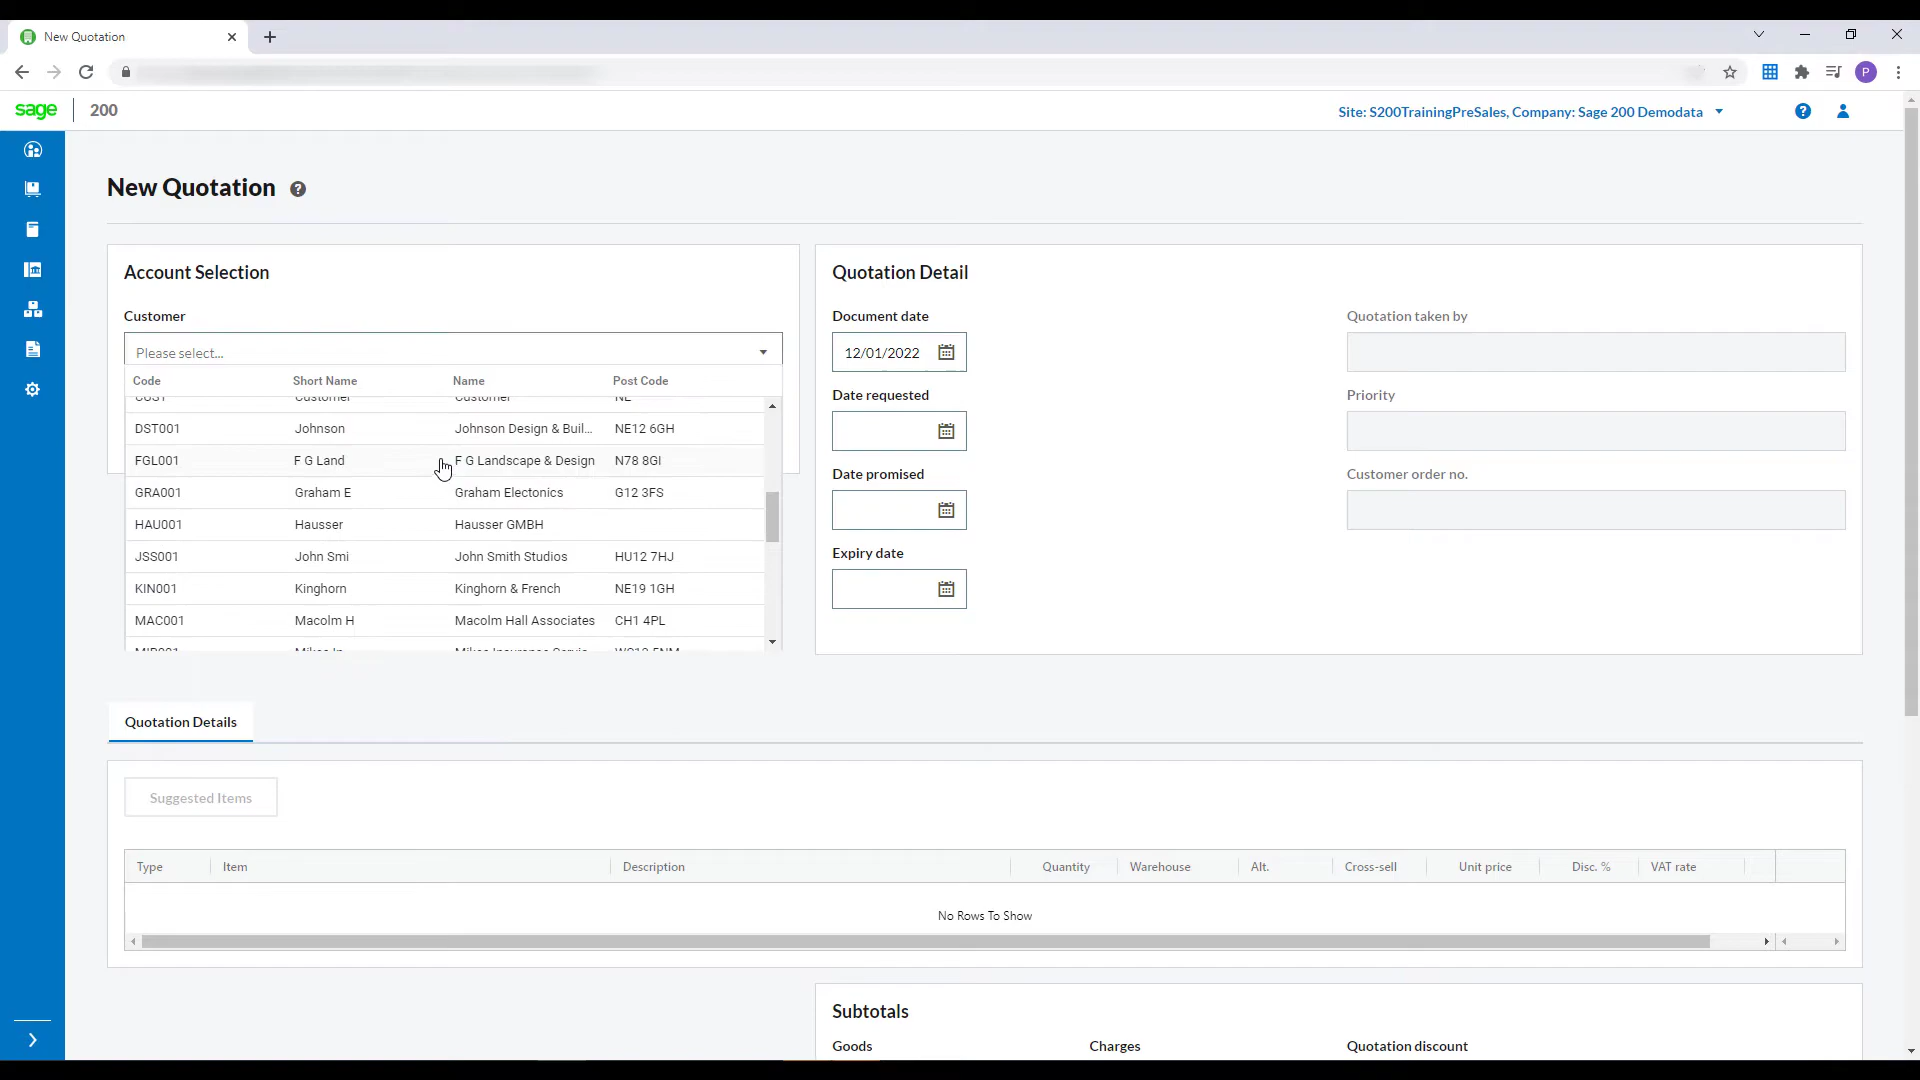 New Quotation
P
sage 200
Site: S200TrainingPreSales, Company: Sage 200 Demodata
New Quotation
Account Selection
Customer
Please select...
Code Short Name Name Post Code
CUST Customer Customer NE
DST001 Johnson Johnson Design & Buil... NE12 6GH
FGL001 F G Land F G Landscape & Design N78 8GI
GRA001 Graham E Graham Electonics G12 3FS
HAU001 Hausser Hausser GMBH
JSS001 John Smi John Smith Studios HU12 7HJ
KIN001 Kinghorn Kinghorn & French NE19 1GH
MAC001 Macolm H Macolm Hall Associates CH1 4PL
Quotation Detail
Document date
12/01/2022
Date requested
Date promised
Expiry date
Quotation taken by
Priority
Customer order no.
Quotation Details
Suggested Items
Type Item Description Quantity Warehouse Alt. Cross-sell Unit price Disc. % VAT rate
No Rows To Show
Subtotals
Goods Charges Quotation discount